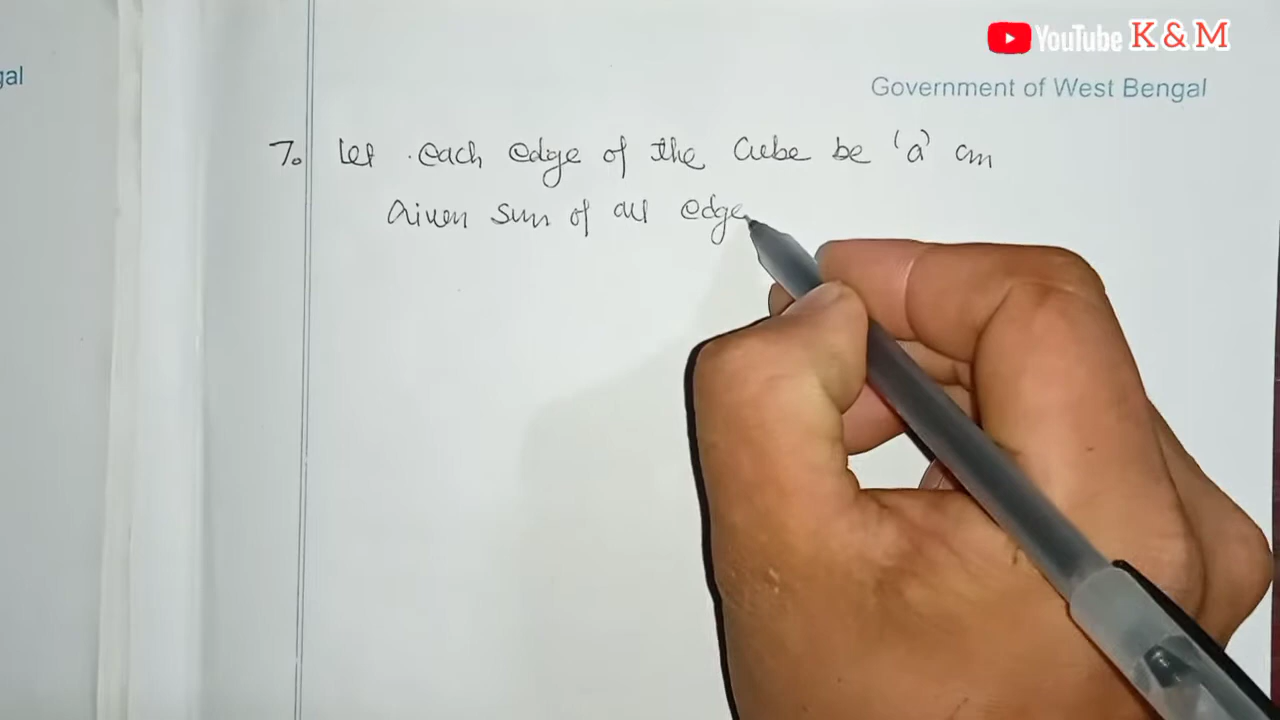 YouTube K & M
gal
Government of West Bengal
7. Let each edge of the cube be 'a' cm
Given sum of all edge